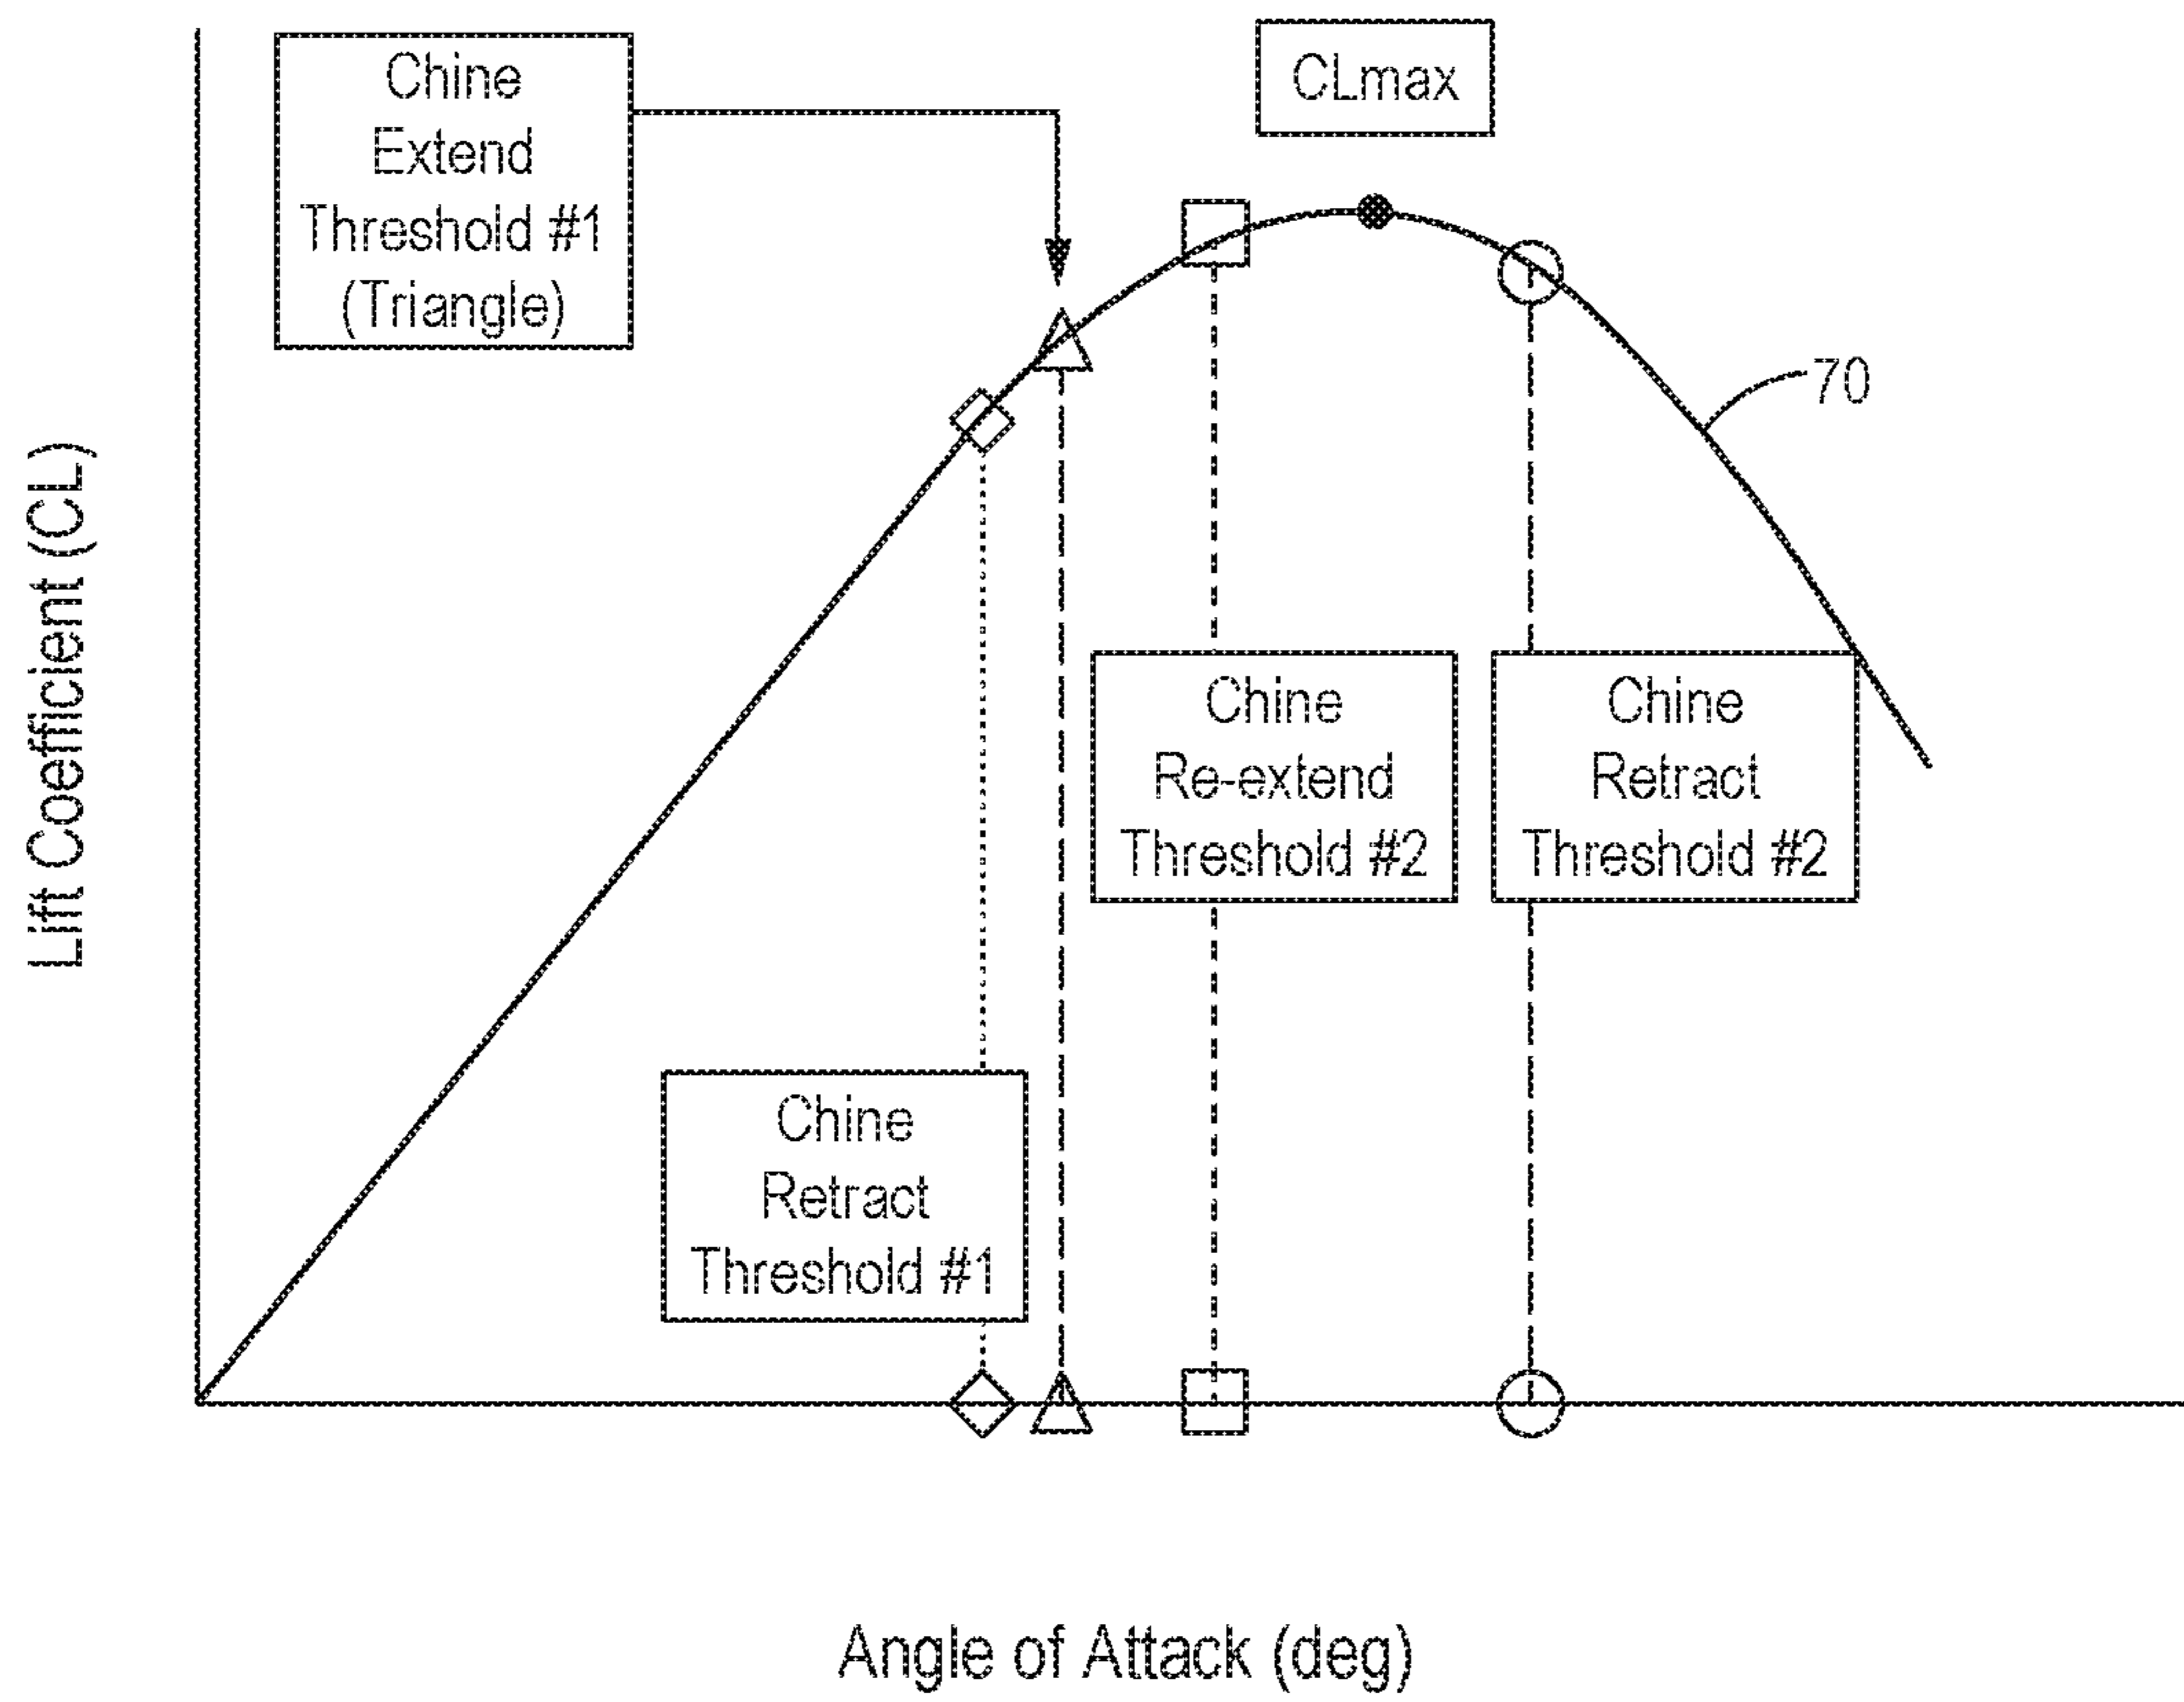 Chine
Extend
Threshold #1
(Triangle)
CLmax
70
Lift Coefficient (CL)
Chine
Re-extend
Threshold #2
Chine
Retract
Threshold #2
Chine
Retract
Threshold #1
Angle of Attack (deg)